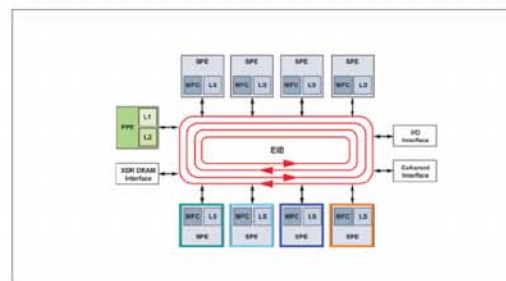 SPE SPE SPE SPE
MFC LS MFC LS MFC LS MFC LS
L1
PPE
L2
EIB
I/O
Interface
XDR DRAM
Interface
Coherent
Interface
MFC LS MFC LS MFC LS MFC LS
SPE SPE SPE SPE